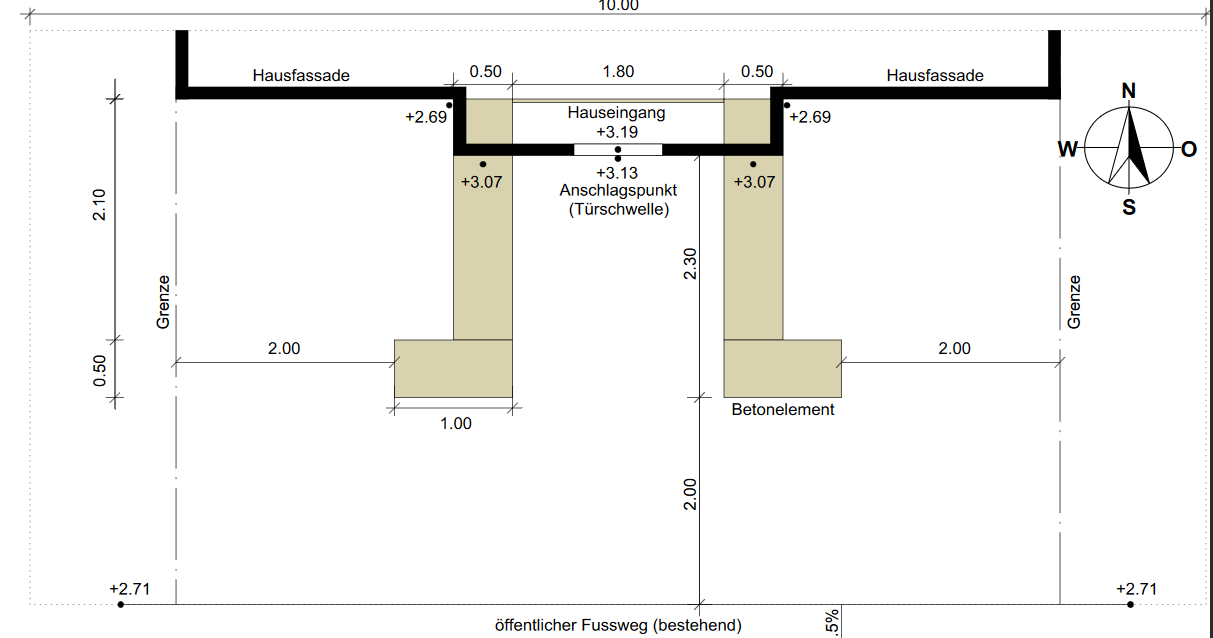 10.00
Hausfassade
0.50
1.80
0.50
Hausfassade
N
W
O
S
+2.69
Hauseingang
+3.19
+2.69
+3.07
+3.13
Anschlagspunkt
(Türschwelle)
+3.07
2.10
2.30
Grenze
Grenze
2.00
2.00
0.50
1.00
Betonelement
2.00
+2.71
+2.71
öffentlicher Fussweg (bestehend)
.5%